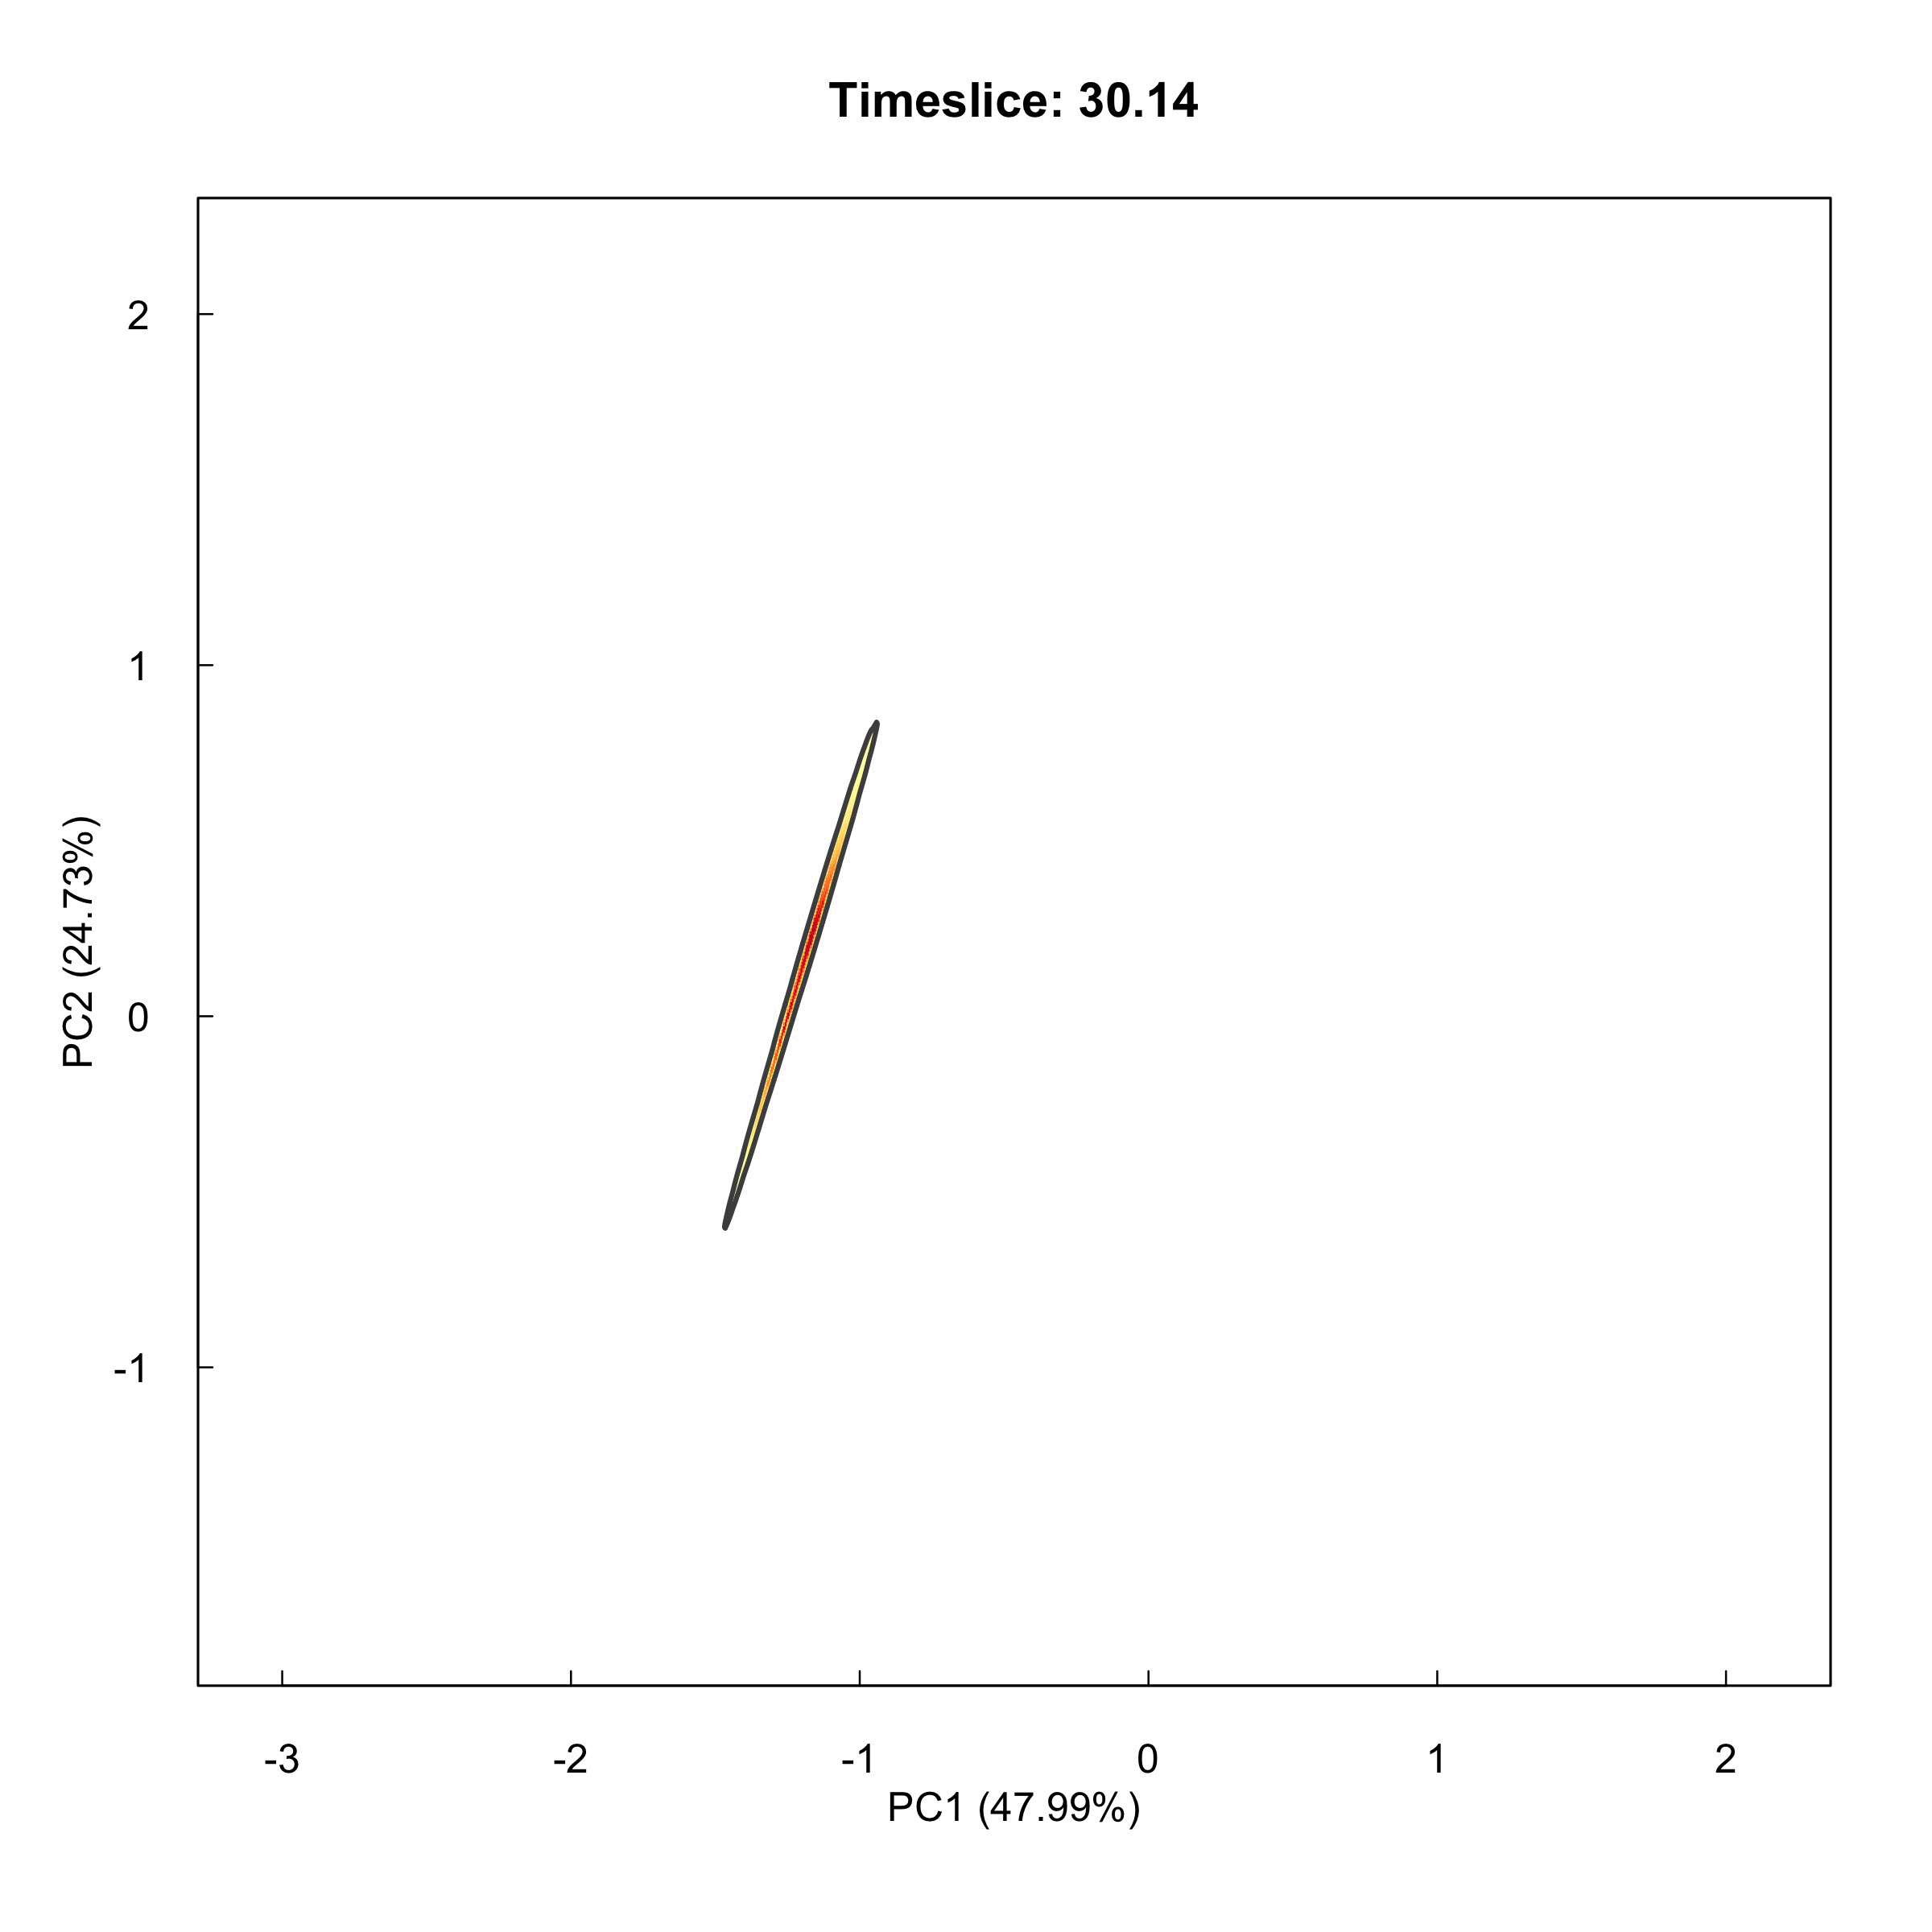 Timeslice: 30.14
2
1
0
-1
PC2 (24.73%)
-3 -2 -1 0 1 2
PC1 (47.99%)